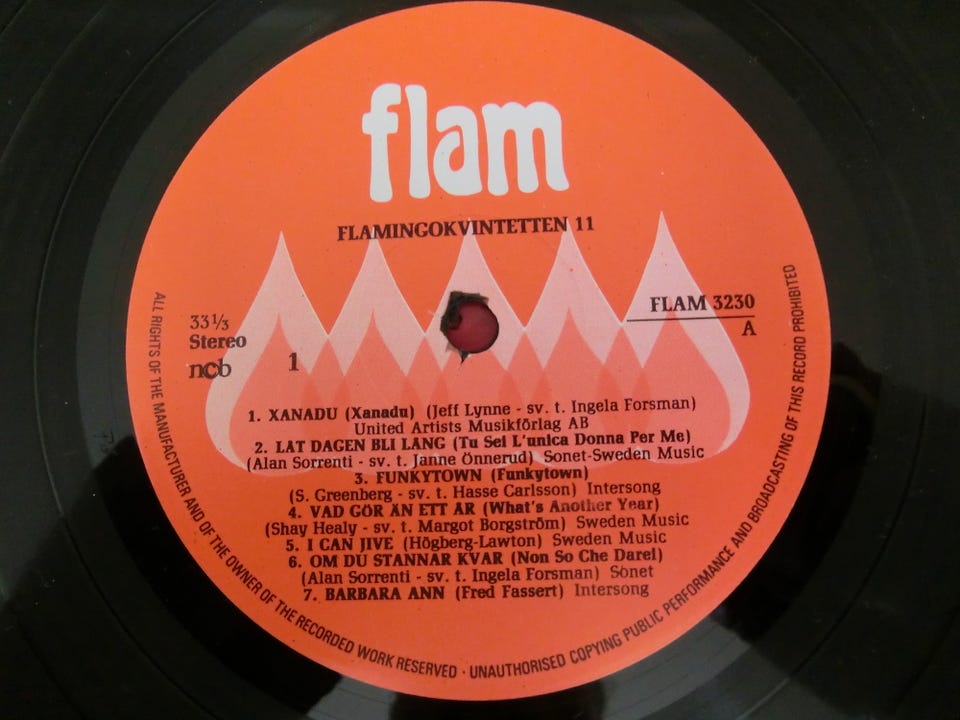 flam
FLAMINGOKVINTETTEN 11
33⅓
Stereo
ncb
1
FLAM 3230
A
1. XANADU (Xanadu) (Jeff Lynne - sv. t. Ingela Forsman)
United Artists Musikförlag AB
2. LÅT DAGEN BLI LÅNG (Tu Sei L'unica Donna Per Me)
(Alan Sorrenti - sv. t. Janne Önnerud) Sonet-Sweden Music
3. FUNKYTOWN (Funkytown)
(S. Greenberg - sv. t. Hasse Carlsson) Intersong
4. VAD GÖR ÄN ETT ÅR (What's Another Year)
(Shay Healy - sv. t. Margot Borgström) Sweden Music
5. I CAN JIVE (Högberg-Lawton) Sweden Music
6. OM DU STANNAR KVAR (Non So Che Darei)
(Alan Sorrenti - sv. t. Ingela Forsman) Sonet
7. BARBARA ANN (Fred Fassert) Intersong
ALL RIGHTS OF THE MANUFACTURER AND OF THE OWNER OF THE RECORDED WORK RESERVED · UNAUTHORISED COPYING PUBLIC PERFORMANCE AND BROADCASTING OF THIS RECORD PROHIBITED